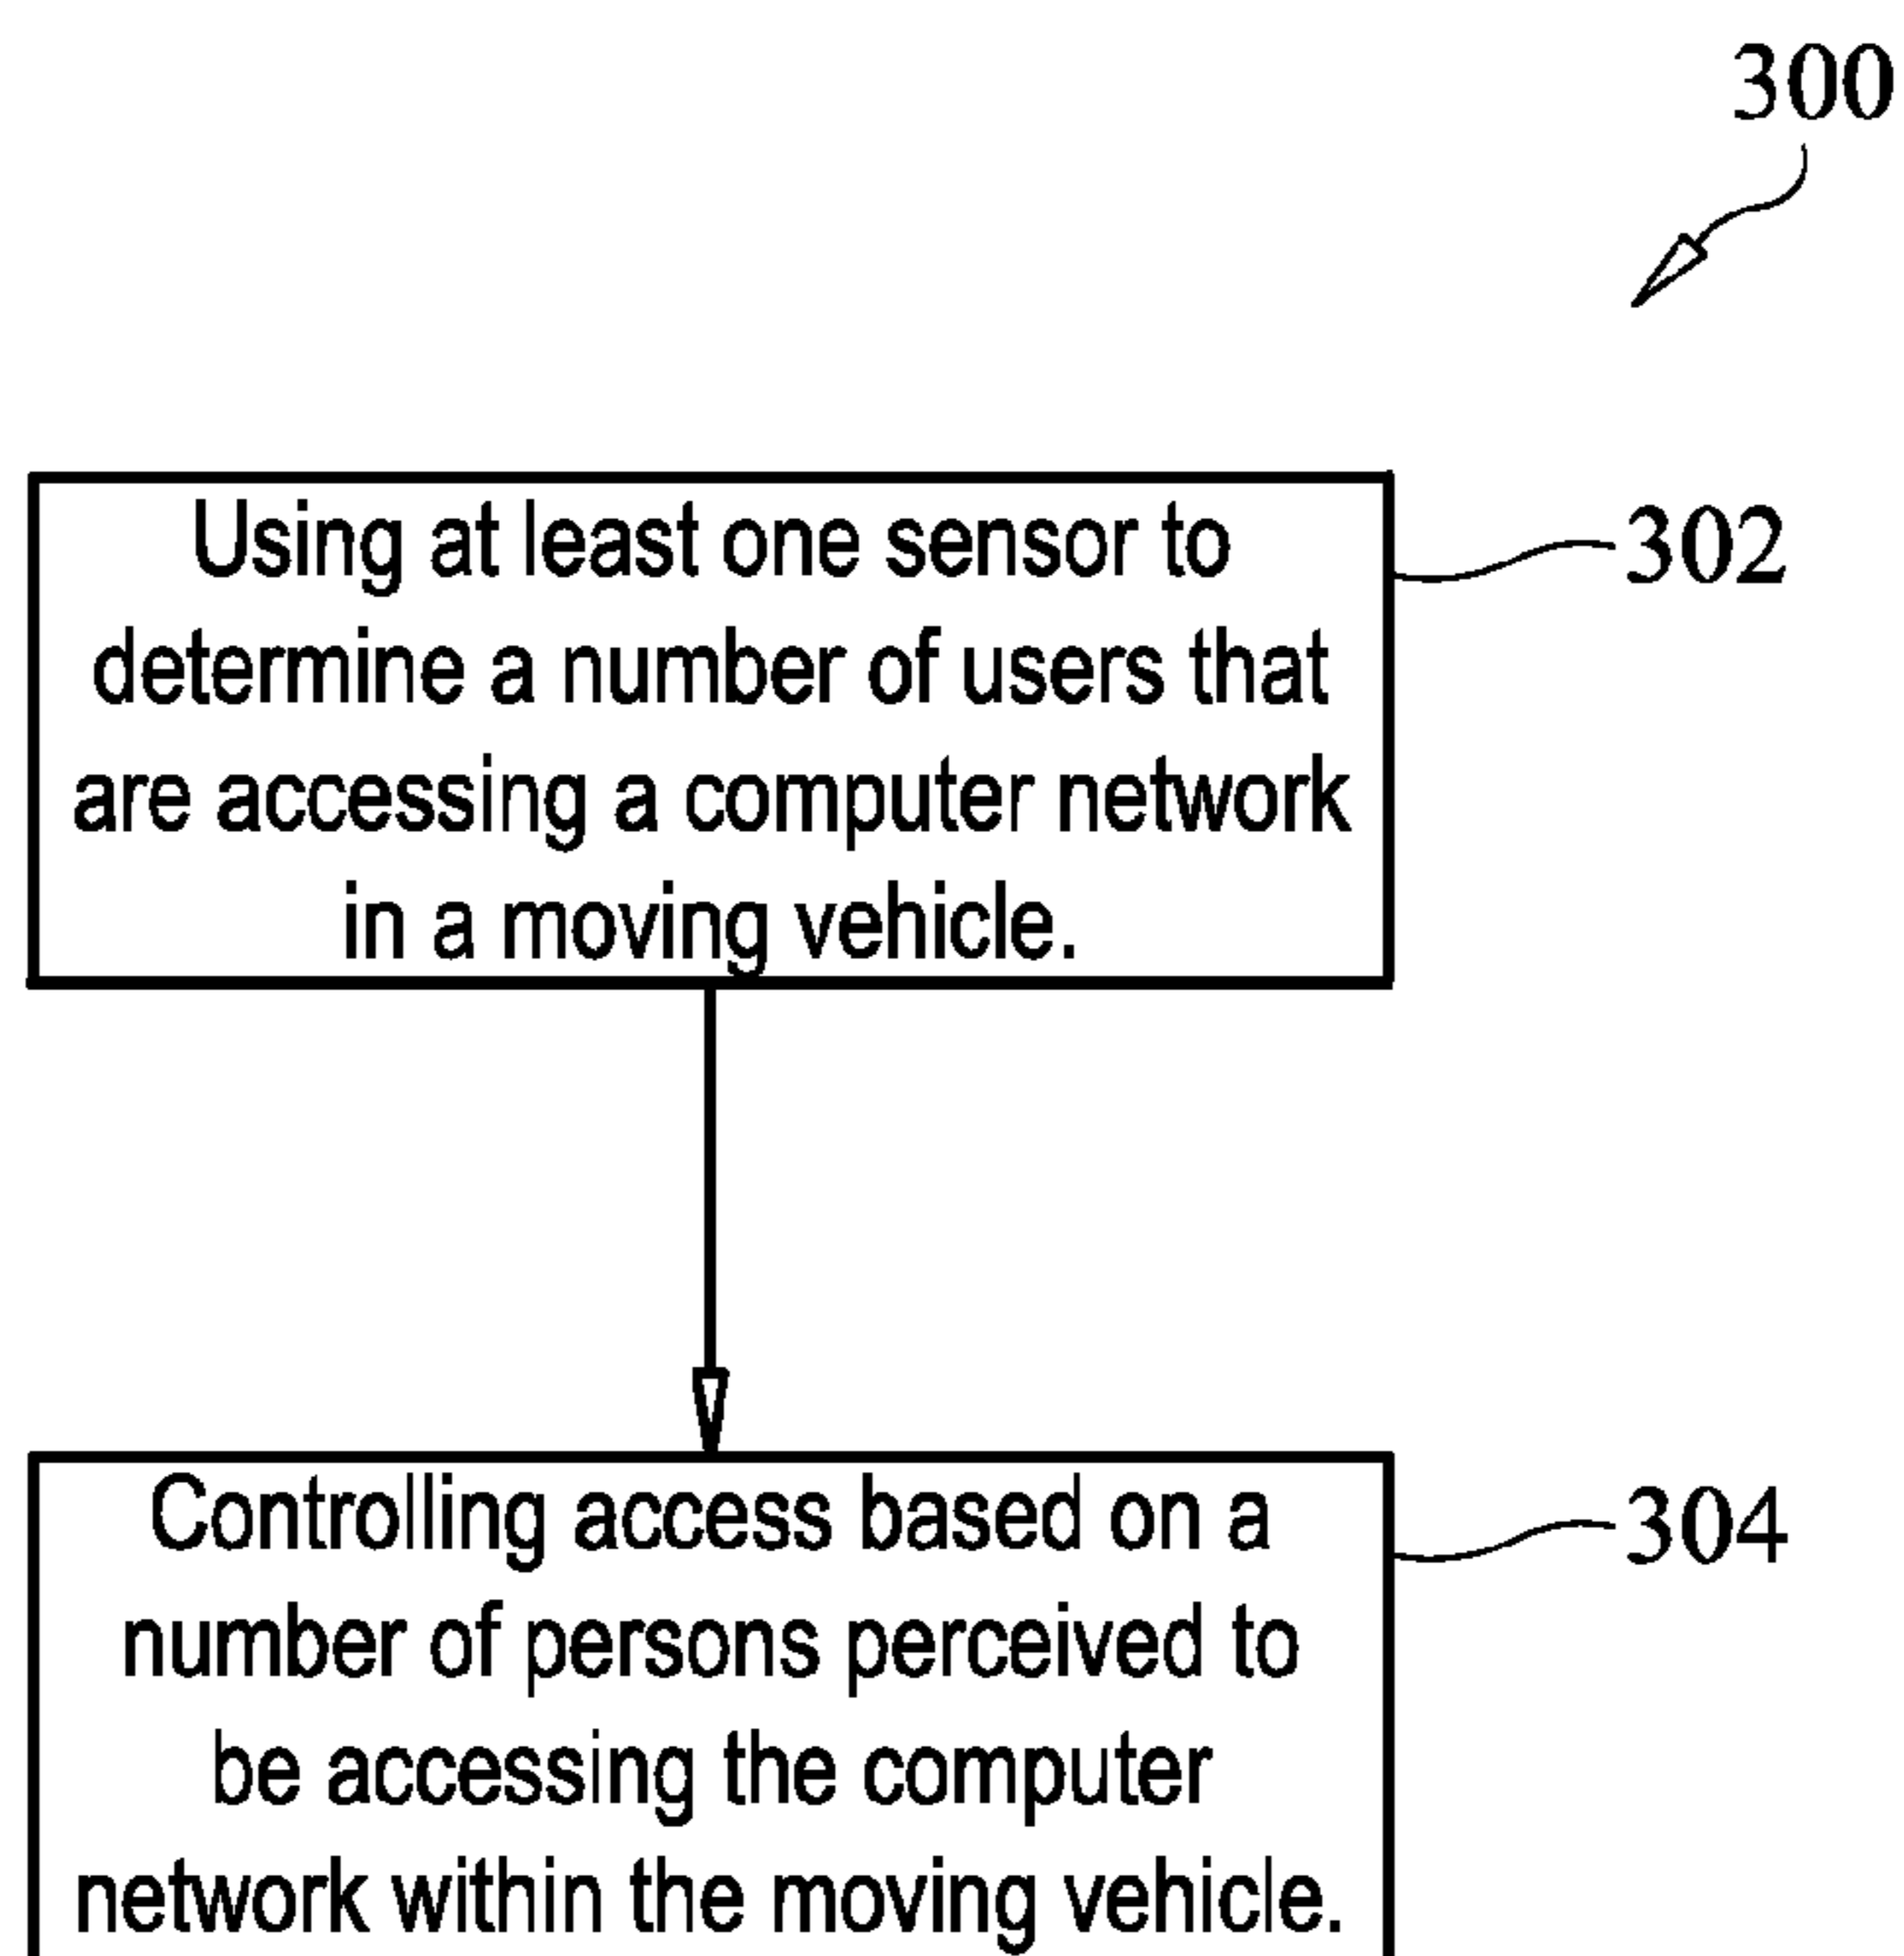 300
Using at least one sensor to
302
determine a number of users that
are accessing a computer network
in a moving vehicle.
Controlling access based on a
304
number of persons perceived to
be accessing the computer
network within the moving vehicle.